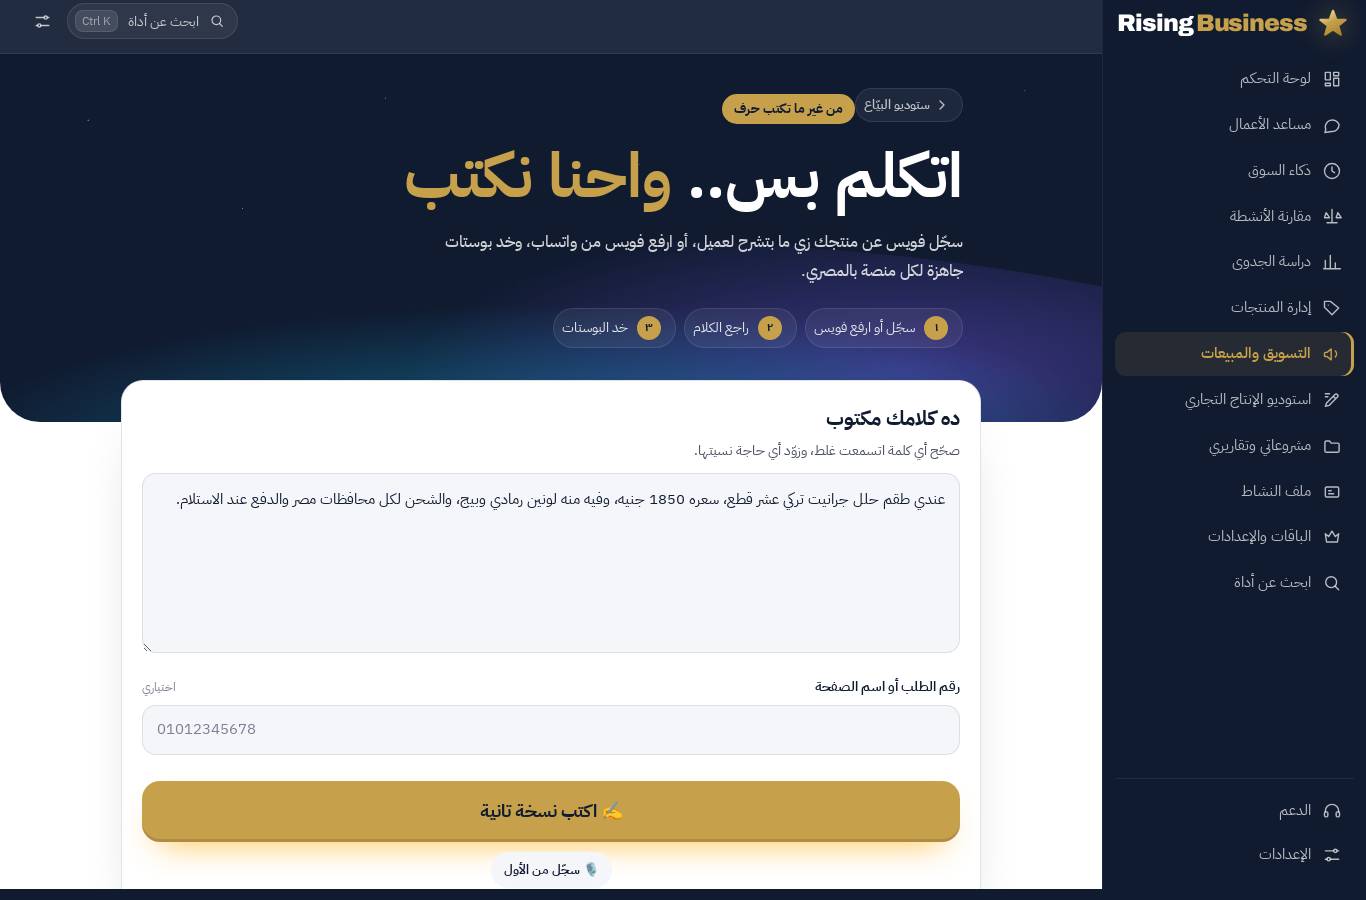 Rising Business
لوحة التحكم
مساعد الأعمال
ذكاء السوق
مقارنة الأنشطة
دراسة الجدوى
إدارة المنتجات
التسويق والمبيعات
استوديو الإنتاج التجاري
مشروعاتي وتقاريري
ملف النشاط
الباقات والإعدادات
ابحث عن أداة
الدعم
الإعدادات
ابحث عن أداة Ctrl K
ستوديو البيّاع
من غير ما تكتب حرف
اتكلم بس.. واحنا نكتب
سجّل فويس عن منتجك زي ما بتشرح لعميل، أو ارفع فويس من واتساب، وخد بوستات
جاهزة لكل منصة بالمصري.
١ سجّل أو ارفع فويس
٢ راجع الكلام
٣ خد البوستات
ده كلامك مكتوب
صحّح أي كلمة اتسمعت غلط، وزوّد أي حاجة نسيتها.
عندي طقم حلل جرانيت تركي عشر قطع، سعره 1850 جنيه، وفيه منه لونين رمادي وبيج، والشحن لكل محافظات مصر والدفع عند الاستلام.
رقم الطلب أو اسم الصفحة
اختياري
01012345678
✍️ اكتب نسخة تانية
🎙️ سجّل من الأول